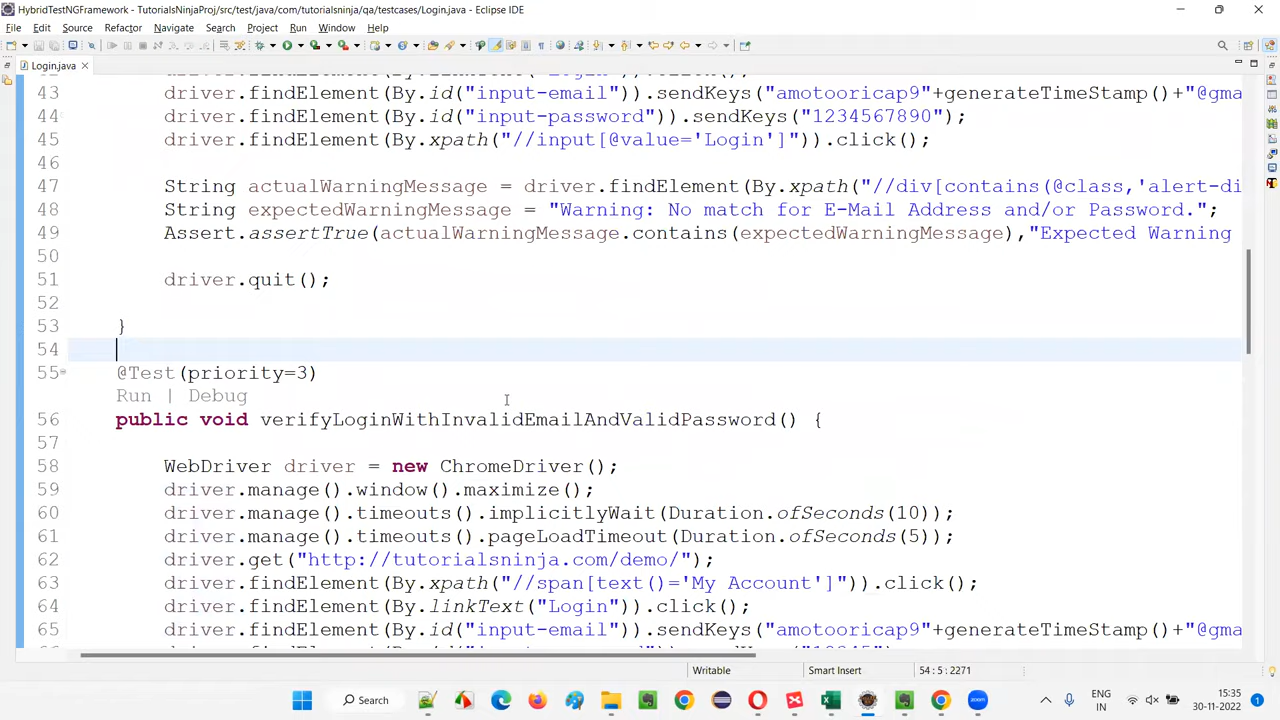 HybridTestNGFramework - TutorialsNinjaProj/src/test/java/com/tutorialsninja/qa/testcases/Login.java - Eclipse IDE
File Edit Source Refactor Navigate Search Project Run Window Help
Login.java
43 driver.findElement(By.id("input-email")).sendKeys("amotooricap9"+generateTimeStamp()+"@gma
44 driver.findElement(By.id("input-password")).sendKeys("1234567890");
45 driver.findElement(By.xpath("//input[@value='Login']")).click();
46
47 String actualWarningMessage = driver.findElement(By.xpath("//div[contains(@class,'alert-di
48 String expectedWarningMessage = "Warning: No match for E-Mail Address and/or Password.";
49 Assert.assertTrue(actualWarningMessage.contains(expectedWarningMessage),"Expected Warning
50
51 driver.quit();
52
53 }
54
55 @Test(priority=3)
Run | Debug
56 public void verifyLoginWithInvalidEmailAndValidPassword() {
57
58 WebDriver driver = new ChromeDriver();
59 driver.manage().window().maximize();
60 driver.manage().timeouts().implicitlyWait(Duration.ofSeconds(10));
61 driver.manage().timeouts().pageLoadTimeout(Duration.ofSeconds(5));
62 driver.get("http://tutorialsninja.com/demo/");
63 driver.findElement(By.xpath("//span[text()='My Account']")).click();
64 driver.findElement(By.linkText("Login")).click();
65 driver.findElement(By.id("input-email")).sendKeys("amotooricap9"+generateTimeStamp()+"@gma
Writable Smart Insert 54 : 5 : 2271
Search
zoom
ENG
IN
15:35
30-11-2022
1